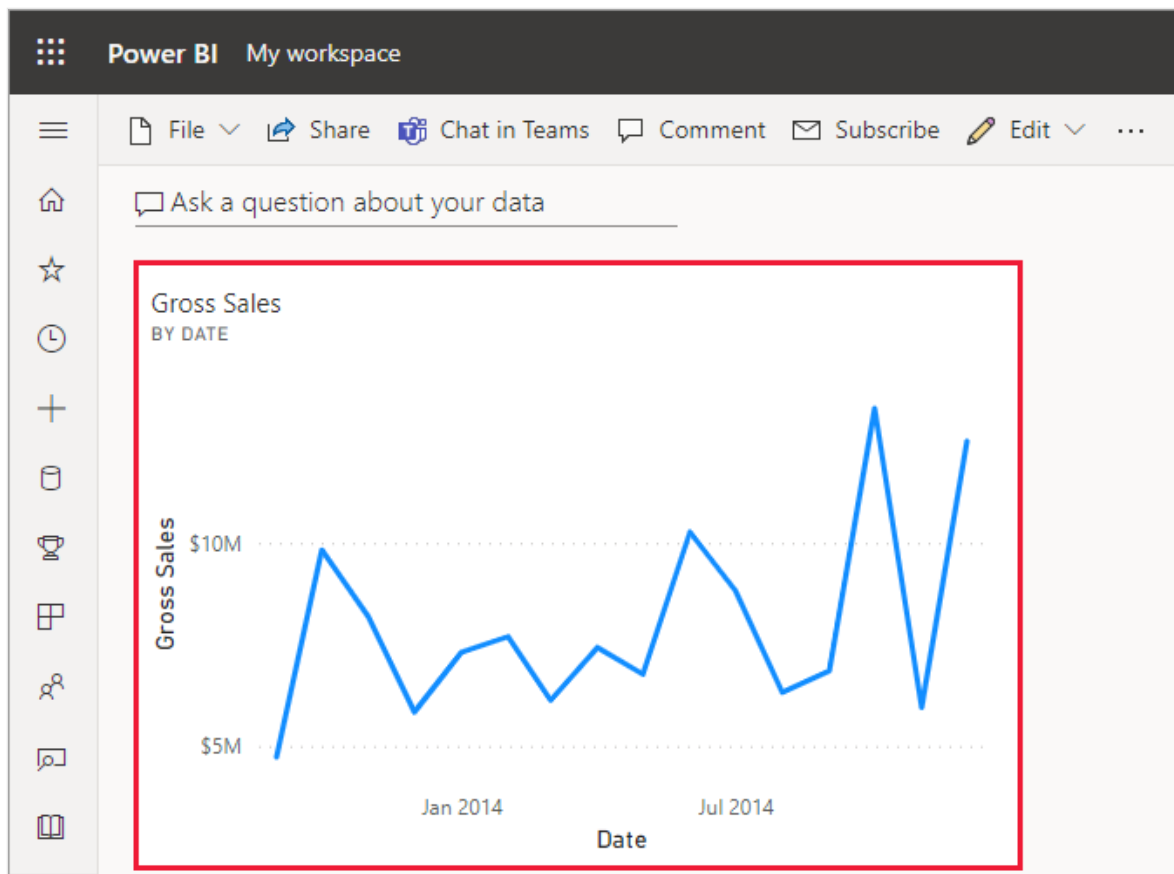 Power BI My workspace
File Share Chat in Teams Comment Subscribe Edit ...
Ask a question about your data
Gross Sales
BY DATE
Gross Sales
$10M
$5M
Jan 2014 Jul 2014
Date